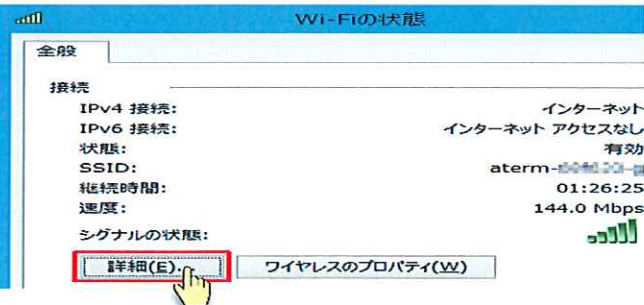 Wi-Fiの状態
全般
接続
IPv4 接続: インターネット
IPv6 接続: インターネット アクセスなし
状態: 有効
SSID: aterm-
継続時間: 01:26:25
速度: 144.0 Mbps
シグナルの状態:
詳細(E)... ワイヤレスのプロパティ(W)